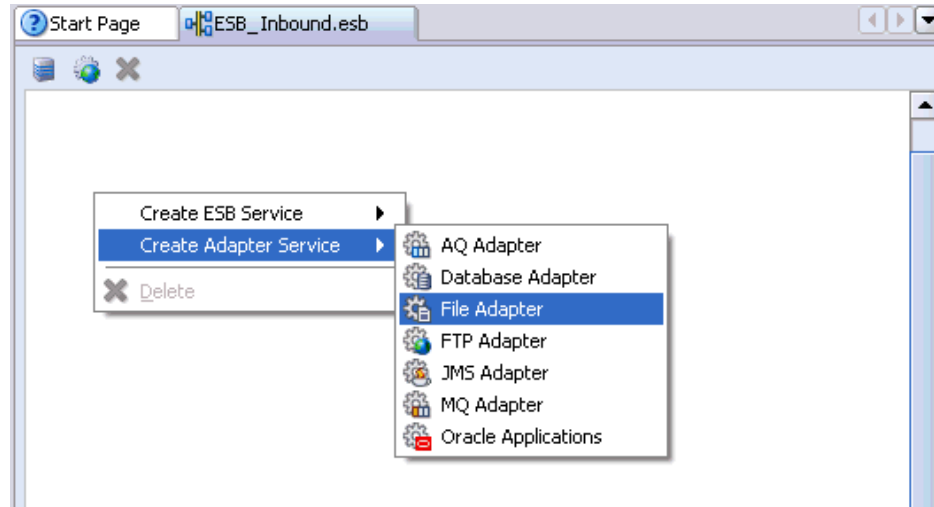 Start Page
ESB_Inbound.esb
Create ESB Service
Create Adapter Service
Delete
AQ Adapter
Database Adapter
File Adapter
FTP Adapter
JMS Adapter
MQ Adapter
Oracle Applications